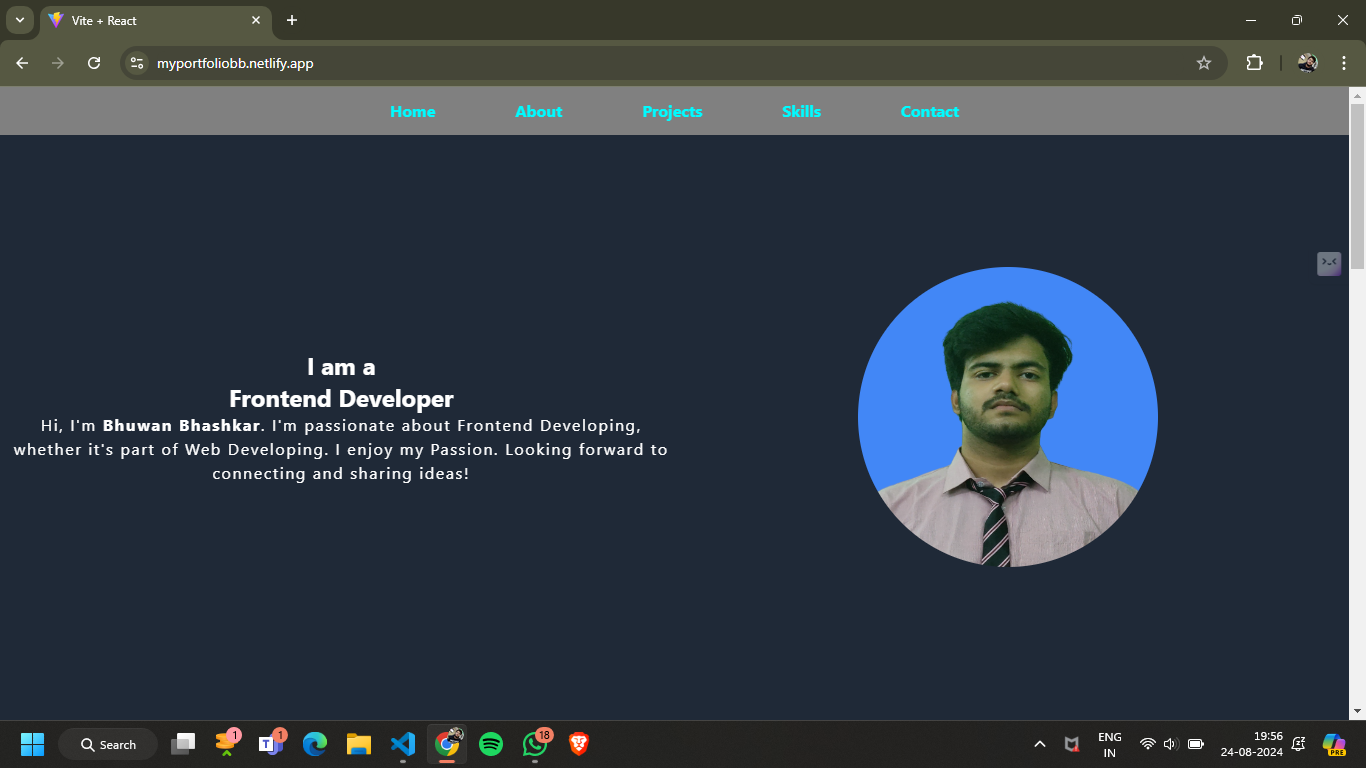 Vite + React
myportfoliobb.netlify.app
Home About Projects Skills Contact
I am a
Frontend Developer
Hi, I'm Bhuwan Bhashkar. I'm passionate about Frontend Developing,
whether it's part of Web Developing. I enjoy my Passion. Looking forward to
connecting and sharing ideas!
Search
1
1
T
18
ENG
IN
19:56
24-08-2024
PRE